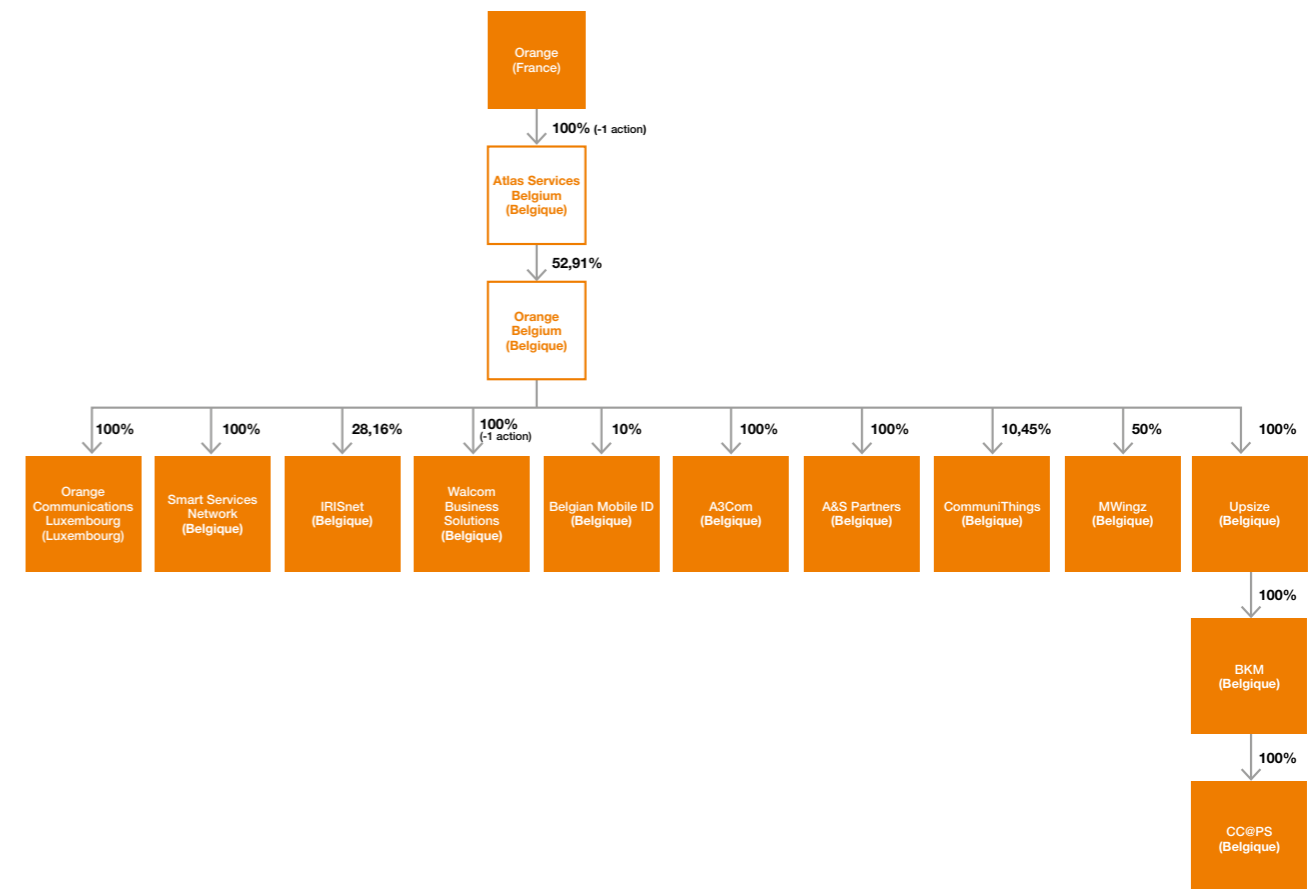 Orange
(France)
100% (-1 action)
Atlas Services
Belgium
(Belgique)
52,91%
Orange
Belgium
(Belgique)
100%
100%
28,16%
100%
(-1 action)
10%
100%
100%
10,45%
50%
100%
Orange
Communications
Luxembourg
(Luxembourg)
Smart Services
Network
(Belgique)
IRISnet
(Belgique)
Walcom
Business
Solutions
(Belgique)
Belgian Mobile ID
(Belgique)
A3Com
(Belgique)
A&S Partners
(Belgique)
CommuniThings
(Belgique)
MWingz
(Belgique)
Upsize
(Belgique)
100%
BKM
(Belgique)
100%
CC@PS
(Belgique)